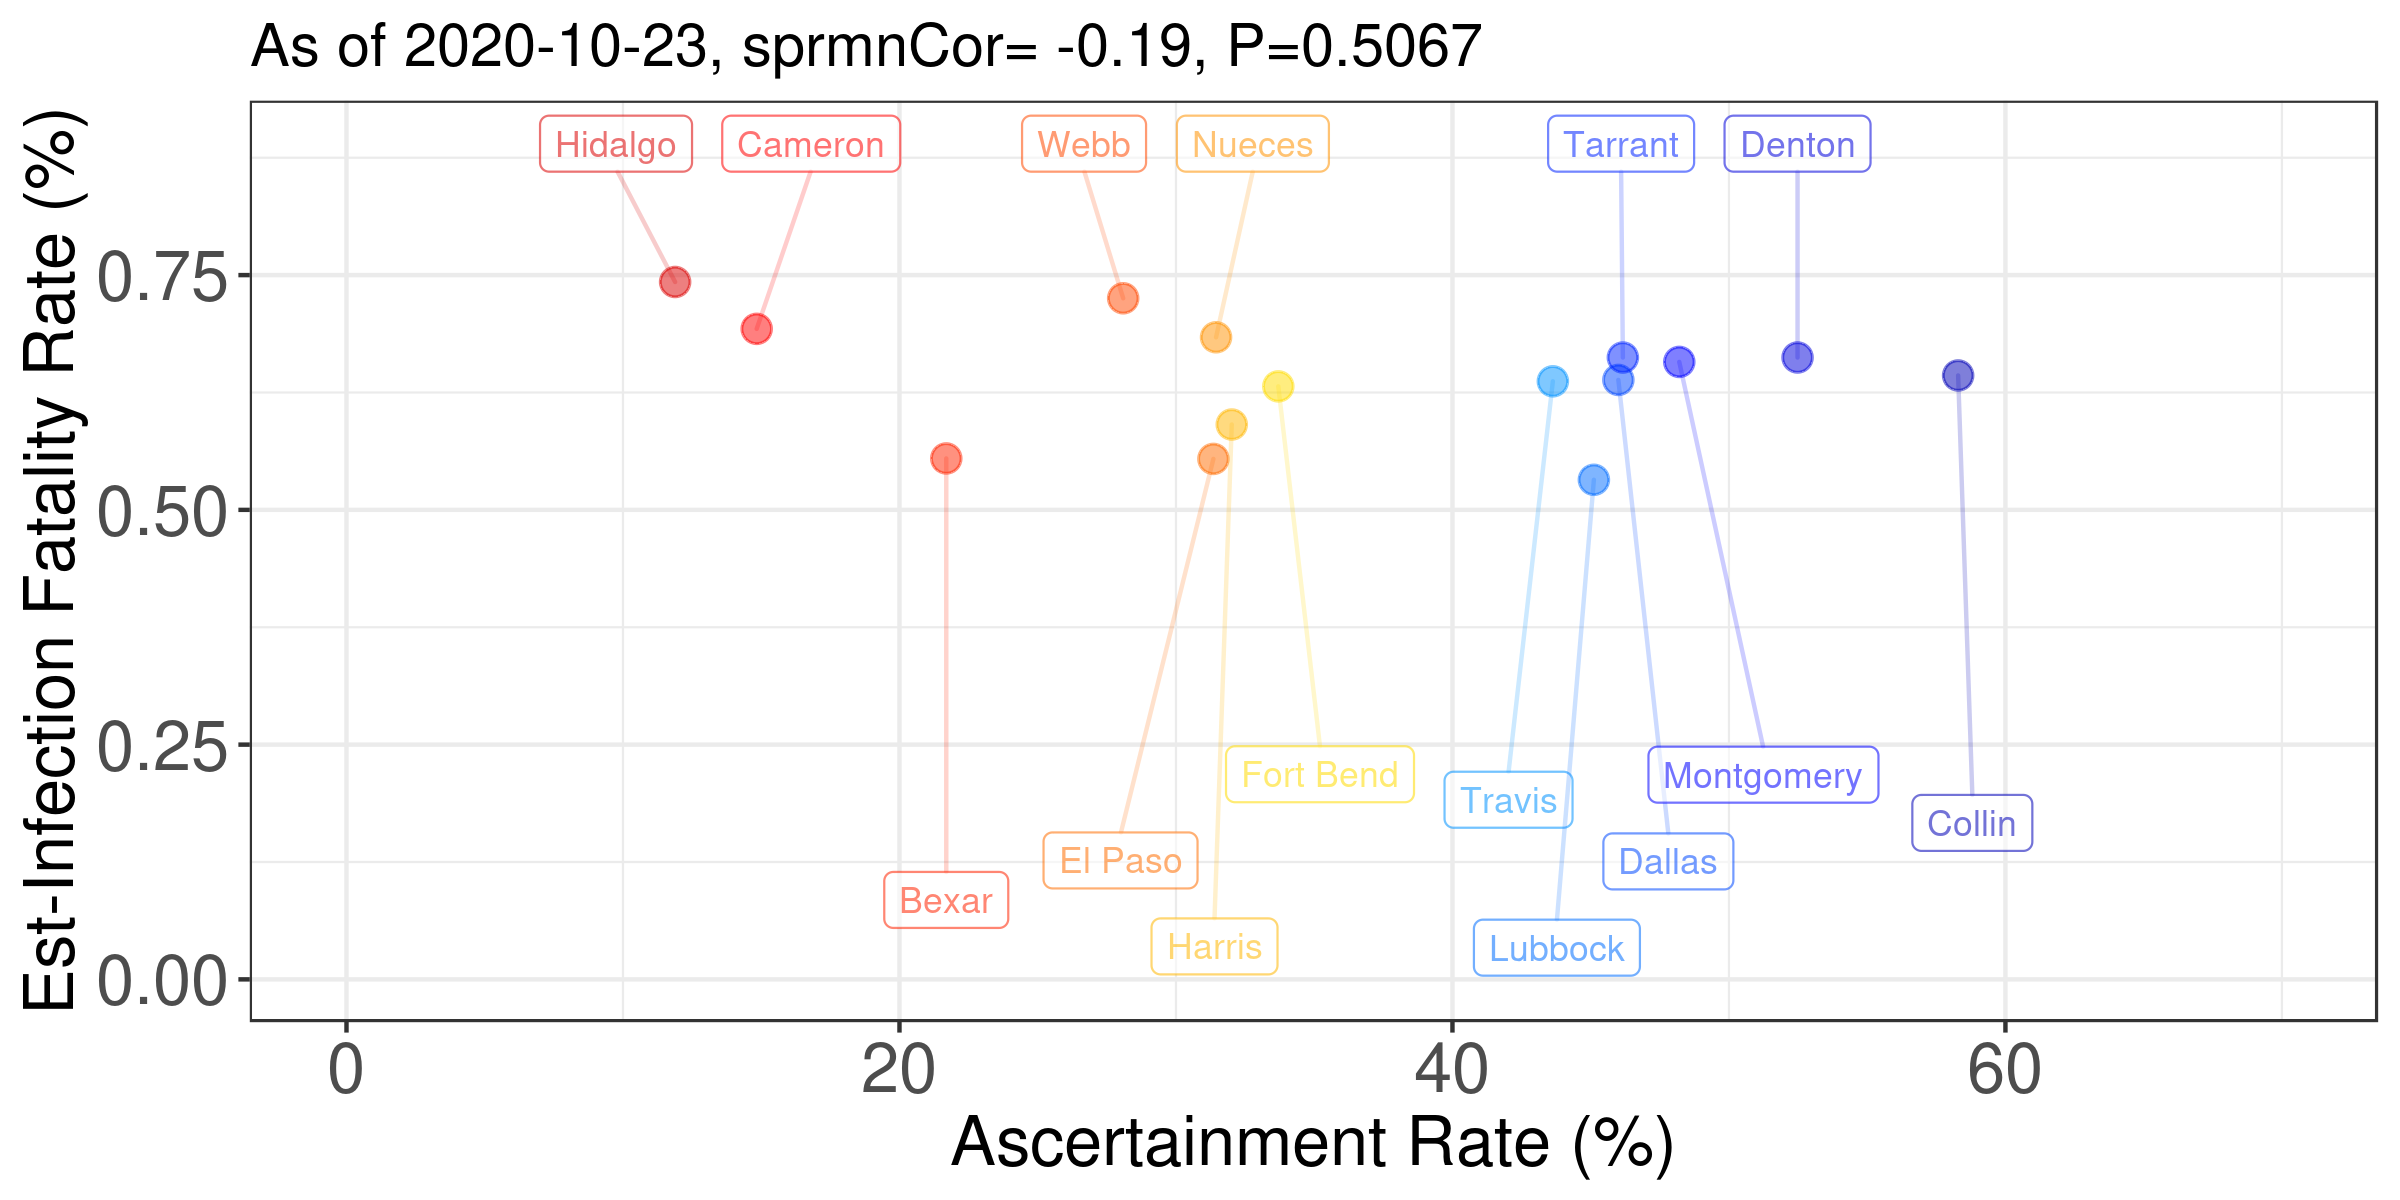 As of 2020-10-23, sprmnCor= -0.19, P=0.5067
Est-Infection Fatality Rate (%)
Hidalgo
Cameron
Webb
Nueces
Tarrant
Denton
0.75
0.50
0.25
0.00
Fort Bend
Montgomery
Travis
Collin
El Paso
Dallas
Bexar
Harris
Lubbock
0
20
40
60
Ascertainment Rate (%)